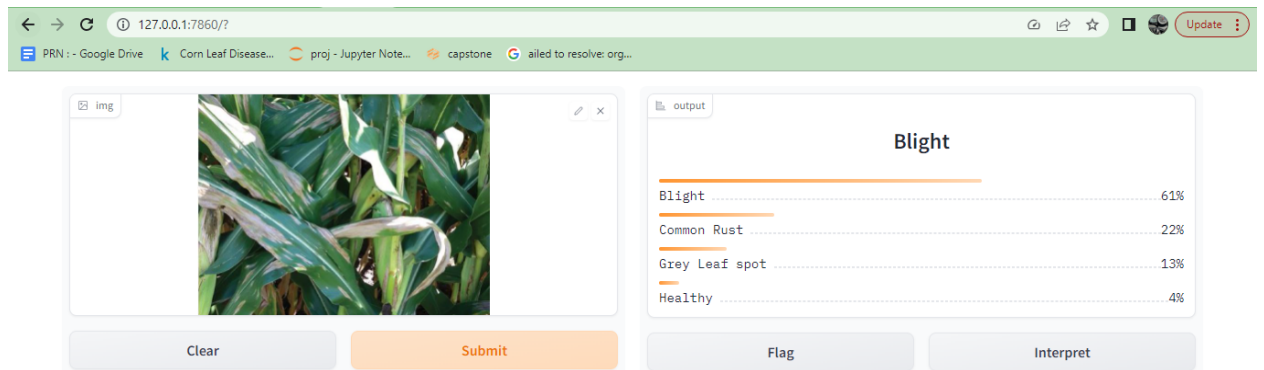 127.0.0.1:7860/?
Update
PRN : - Google Drive
Corn Leaf Disease...
proj - Jupyter Note...
capstone
ailed to resolve: org...
img
output
Blight
Blight 61%
Common Rust 22%
Grey Leaf spot 13%
Healthy 4%
Clear
Submit
Flag
Interpret